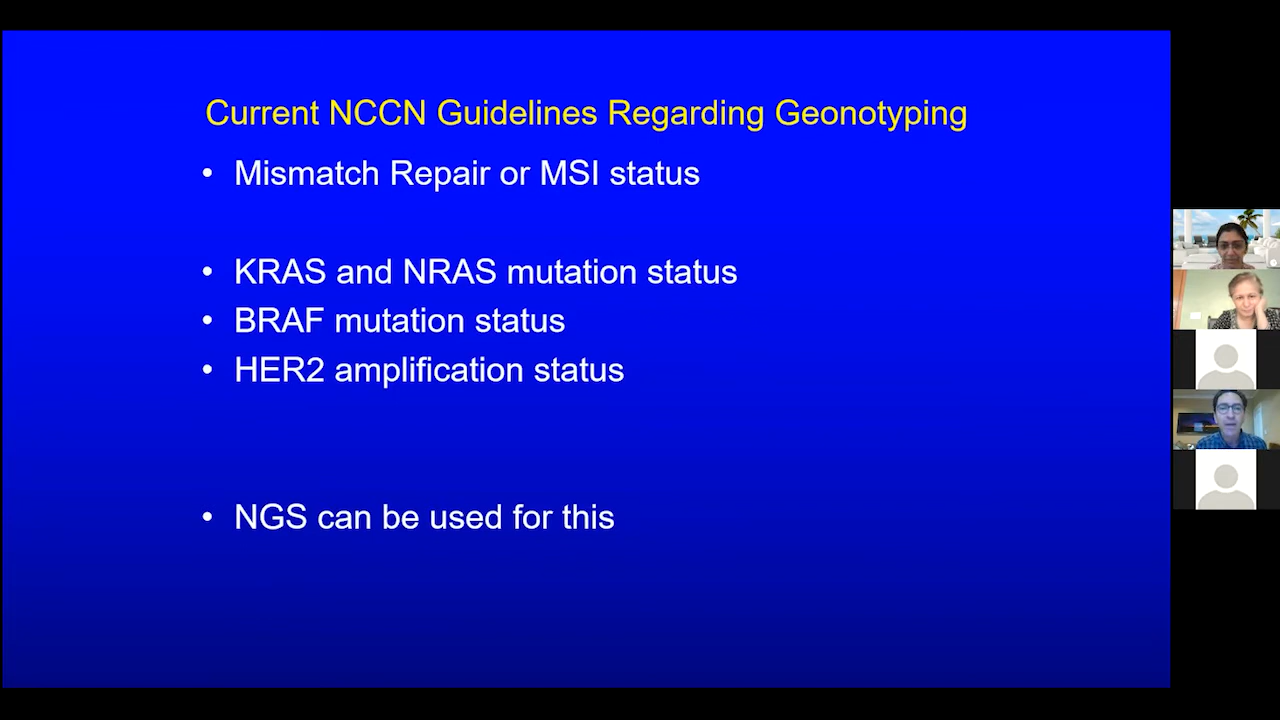 Current NCCN Guidelines Regarding Geonotyping
• Mismatch Repair or MSI status
• KRAS and NRAS mutation status
• BRAF mutation status
• HER2 amplification status
• NGS can be used for this